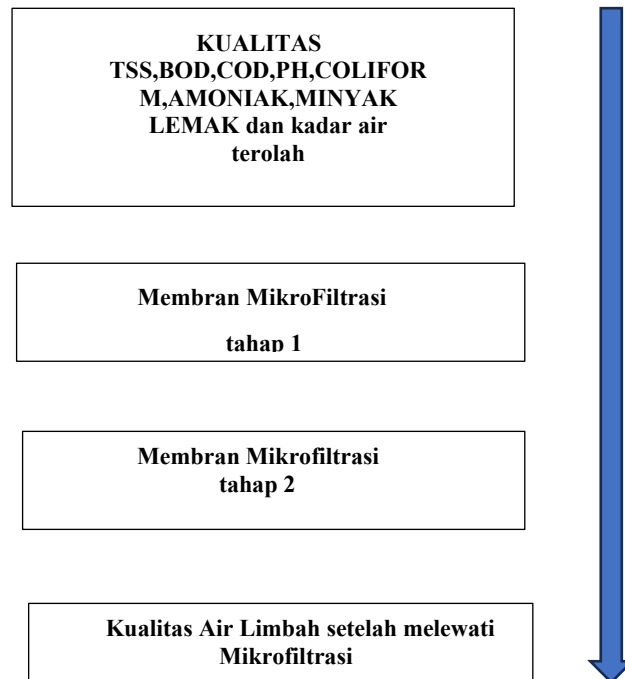 KUALITAS
TSS,BOD,COD,PH,COLIFOR
M,AMONIAK,MINYAK
LEMAK dan kadar air
terolah
Membran MikroFiltrasi
tahap 1
Membran Mikrofiltrasi
tahap 2
Kualitas Air Limbah setelah melewati
Mikrofiltrasi